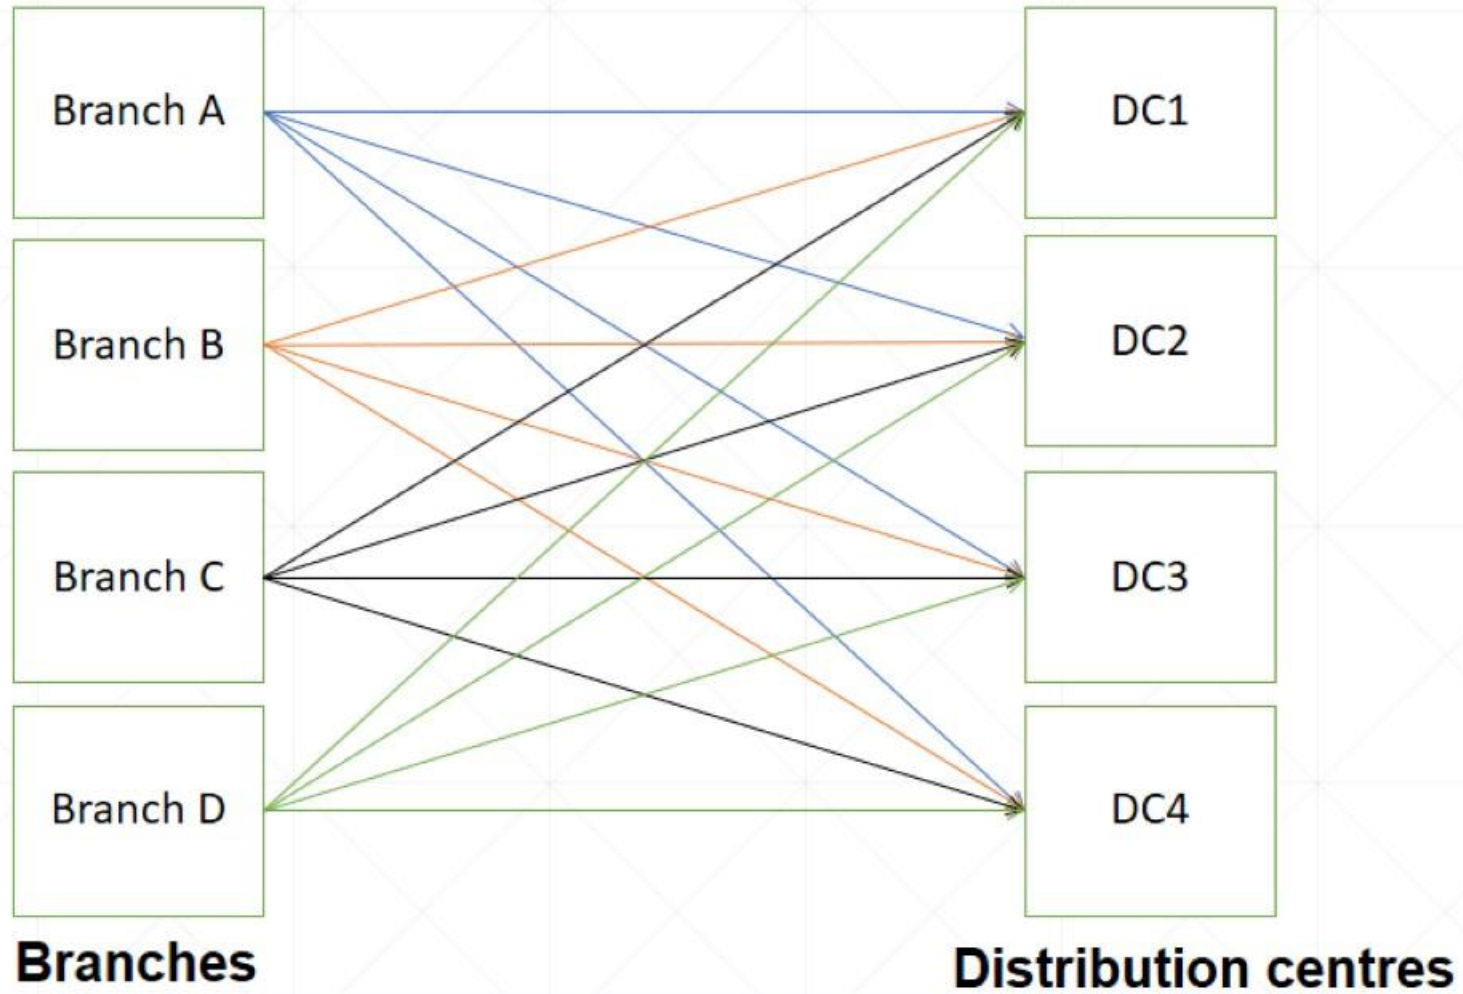 Branch A
DC1
Branch B
DC2
Branch C
DC3
Branch D
DC4
Branches
Distribution centres